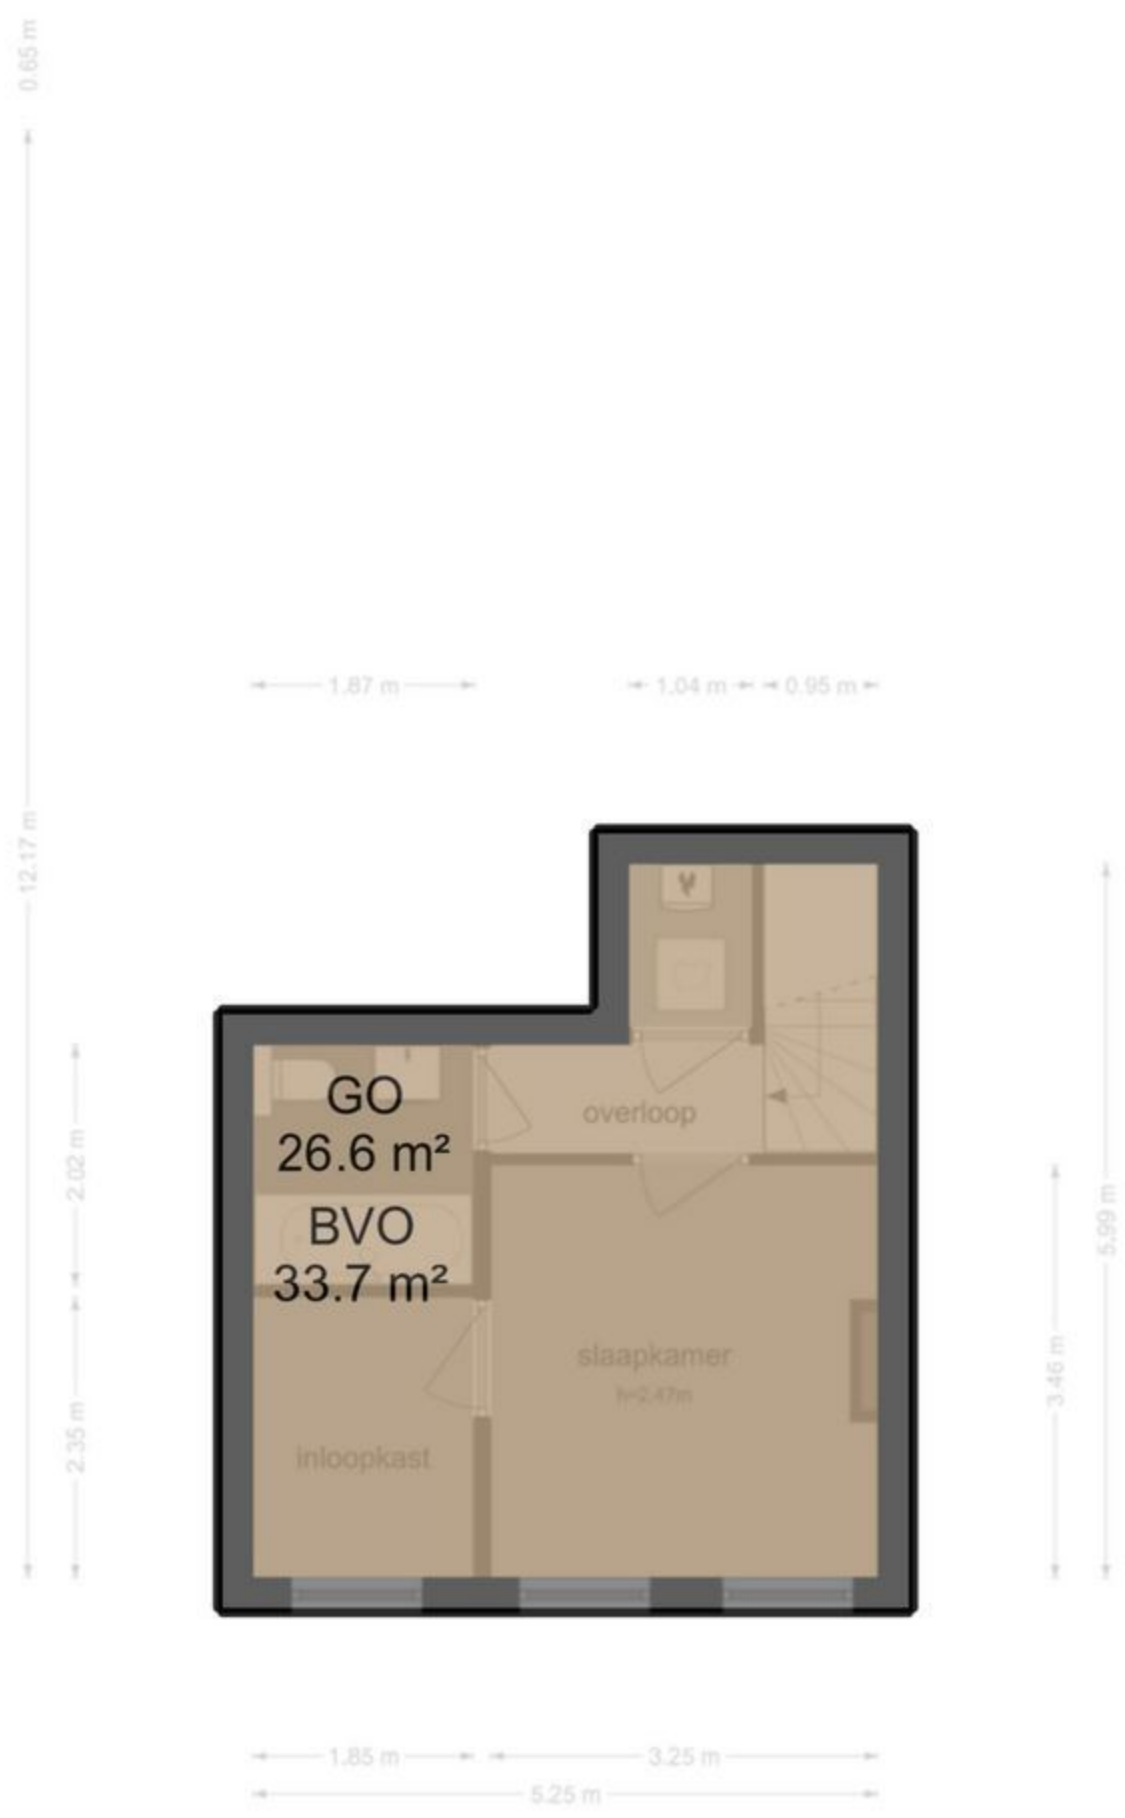 0.65 m
12.17 m
1.87 m
1.04 m
0.95 m
GO
26.6 m²
BVO
33.7 m²
overloop
slaapkamer
h=2.47m
inloopkast
2.02 m
2.35 m
3.46 m
5.99 m
1.85 m
3.25 m
5.25 m